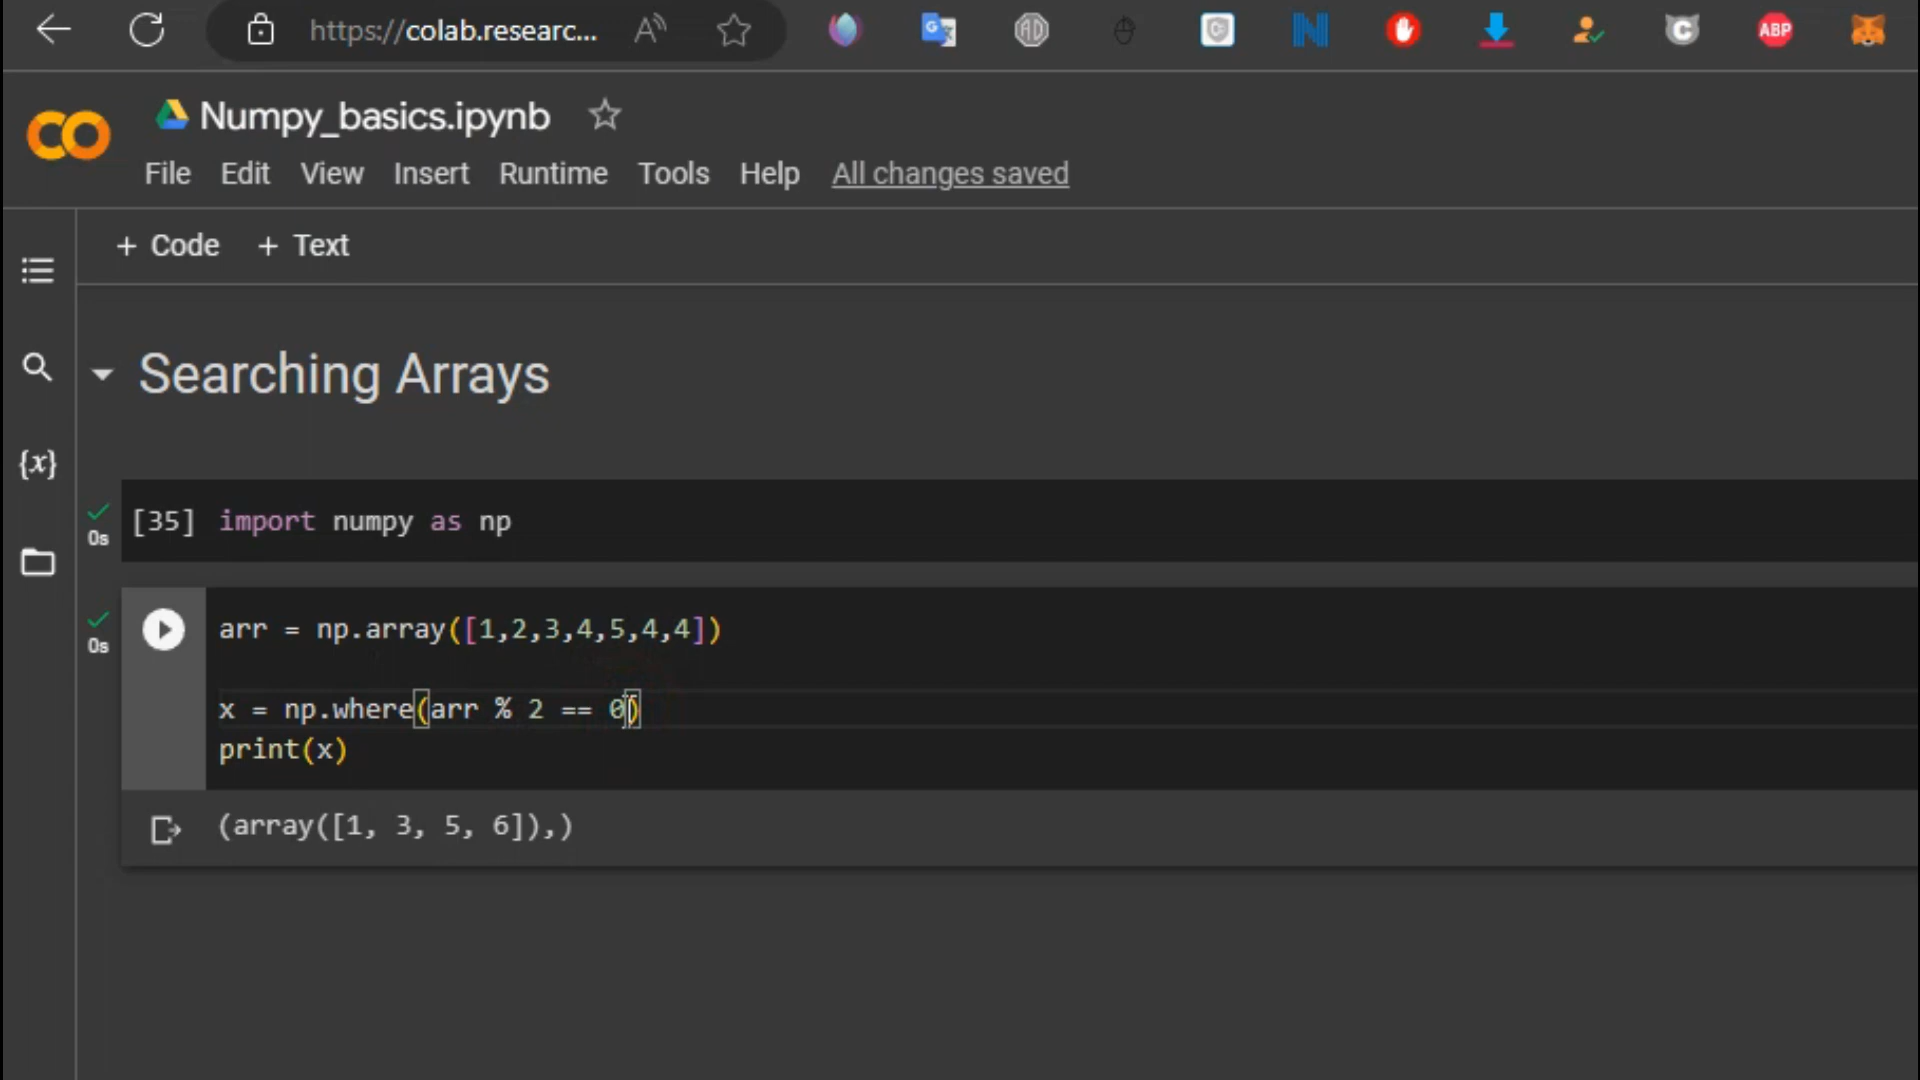 https://colab.researc...
ABP
Numpy_basics.ipynb
File Edit View Insert Runtime Tools Help All changes saved
+ Code + Text
Searching Arrays
{x}
[35] import numpy as np
0s
arr = np.array([1,2,3,4,5,4,4])
0s
x = np.where(arr % 2 == 0)
print(x)
(array([1, 3, 5, 6]),)